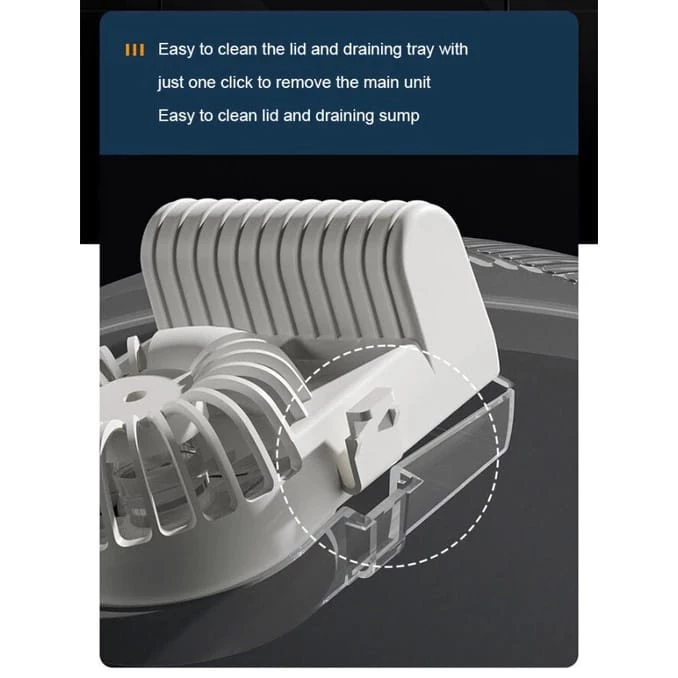 Easy to clean the lid and draining tray with
just one click to remove the main unit
Easy to clean lid and draining sump